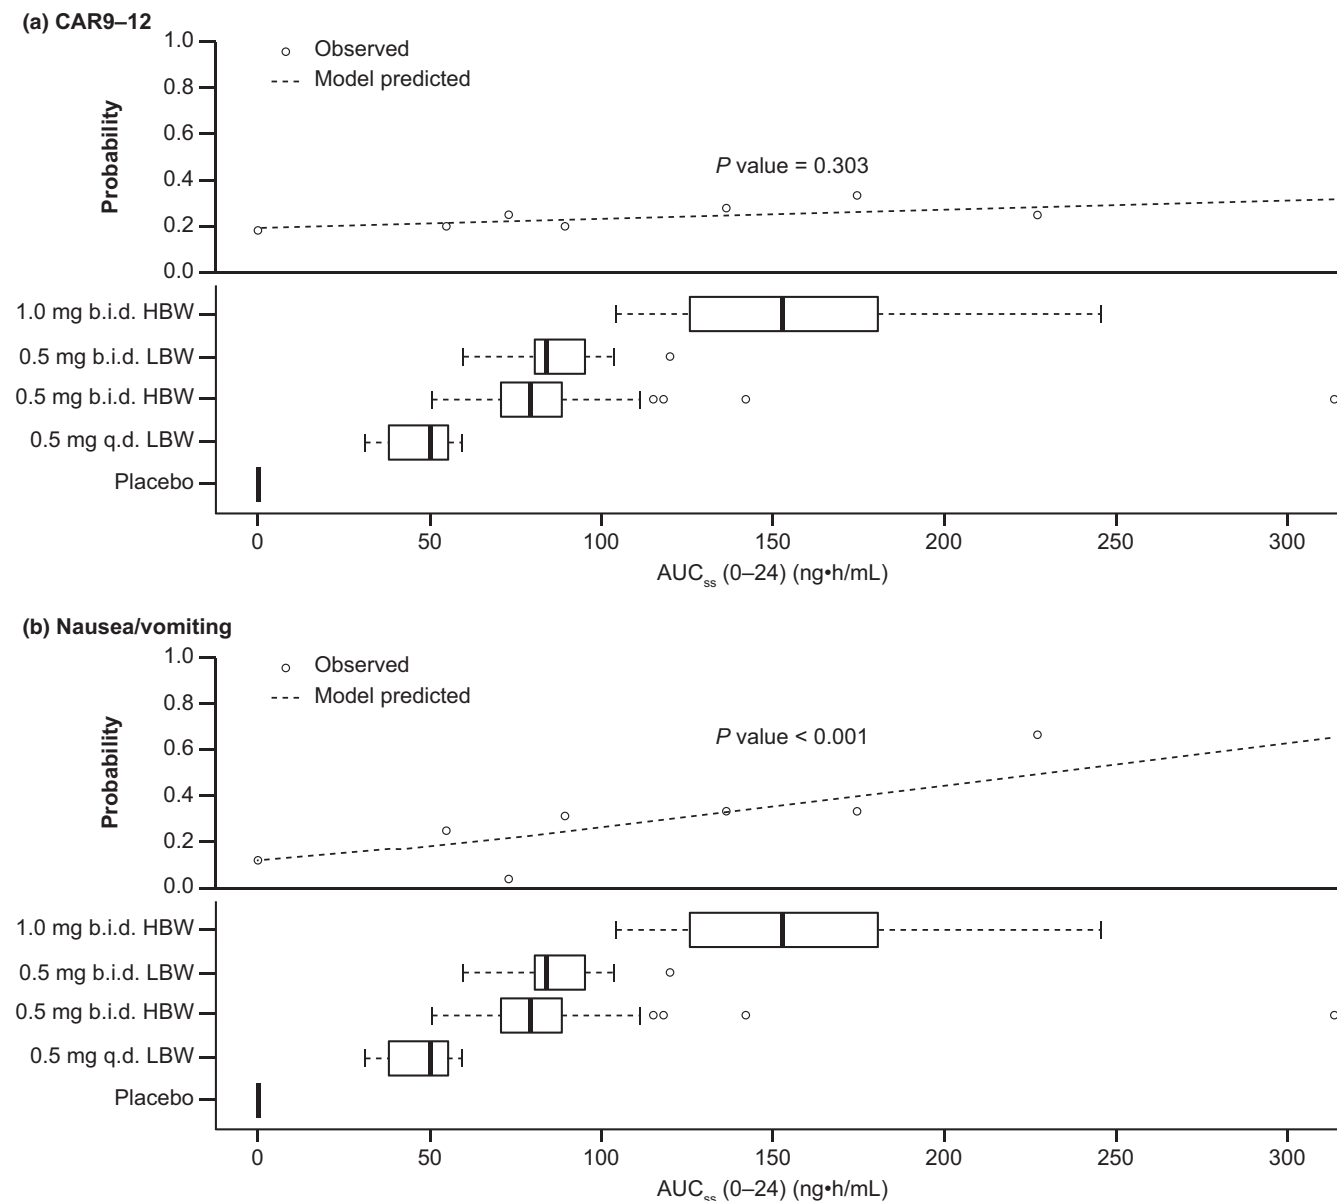 (a) CAR9–12
1.0
0.8
0.6
0.4
0.2
0.0
Probability
Observed
Model predicted
P value = 0.303
1.0 mg b.i.d. HBW
0.5 mg b.i.d. LBW
0.5 mg b.i.d. HBW
0.5 mg q.d. LBW
Placebo
0 50 100 150 200 250 300
AUCss (0–24) (ng•h/mL)
(b) Nausea/vomiting
1.0
0.8
0.6
0.4
0.2
0.0
Probability
Observed
Model predicted
P value < 0.001
1.0 mg b.i.d. HBW
0.5 mg b.i.d. LBW
0.5 mg b.i.d. HBW
0.5 mg q.d. LBW
Placebo
0 50 100 150 200 250 300
AUCss (0–24) (ng•h/mL)